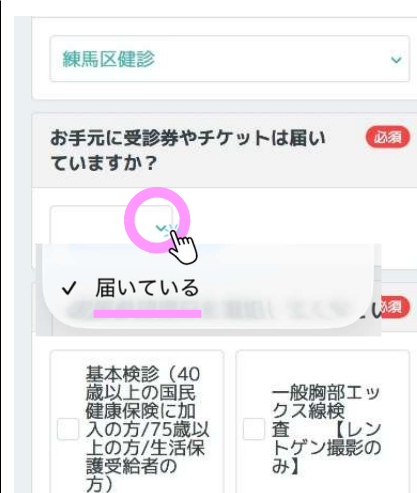 練馬区健診
お手元に受診券やチケットは届い
ていますか？
必須
✓ 届いている
必須
基本検診（40
歳以上の国民
健康保険に加
入の方/75歳以
上の方/生活保
護受給者の
方）
一般胸部エッ
クス線検
査 【レン
トゲン撮影の
み】